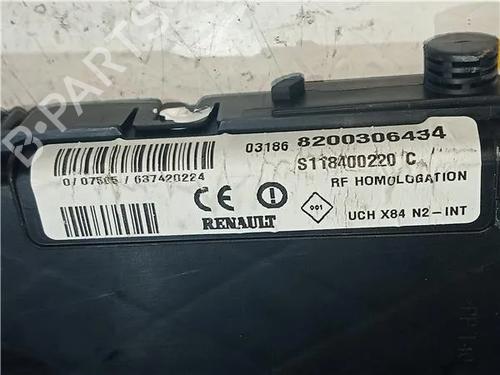 B-PARTS
03186 8200306434
S118400220 C
0/07505/637420224
RF HOMOLOGATION
CE
RENAULT
001
UCH X84 N2-INT